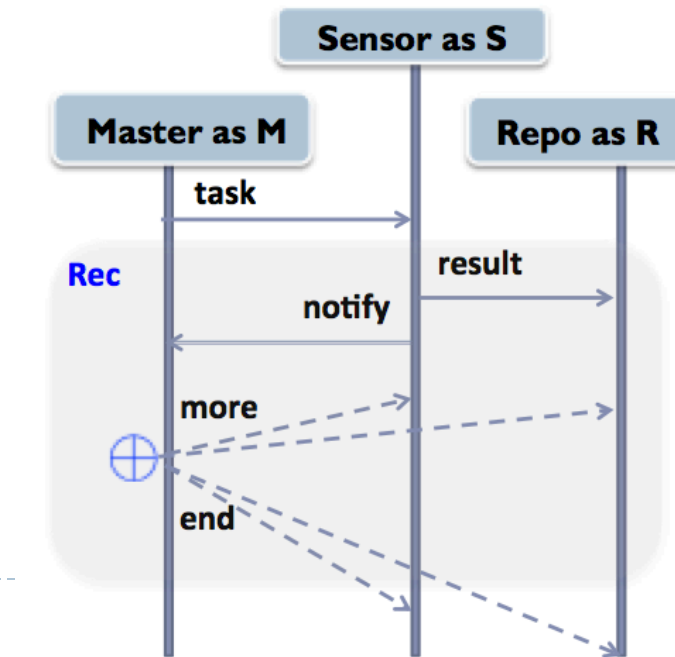 Sensor as S
Master as M
Repo as R
task
Rec
result
notify
more
end